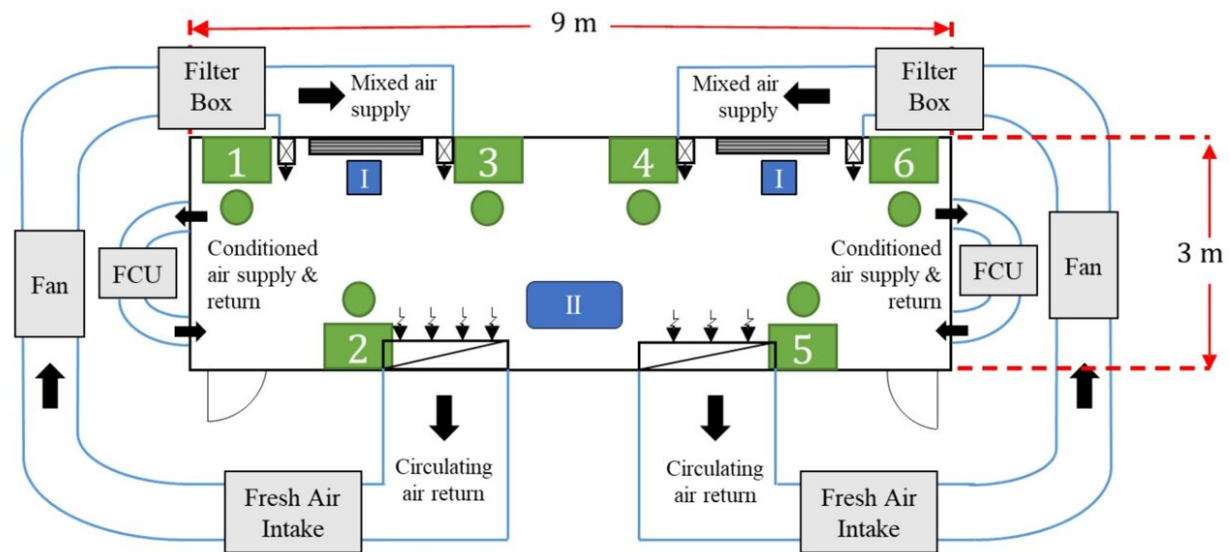 9 m
Filter
Box
Mixed air
supply
Mixed air
supply
Filter
Box
1
I
3
4
I
6
3 m
Fan
FCU
Conditioned
air supply &
return
Conditioned
air supply &
return
FCU
Fan
II
2
5
Circulating
air return
Circulating
air return
Fresh Air
Intake
Fresh Air
Intake